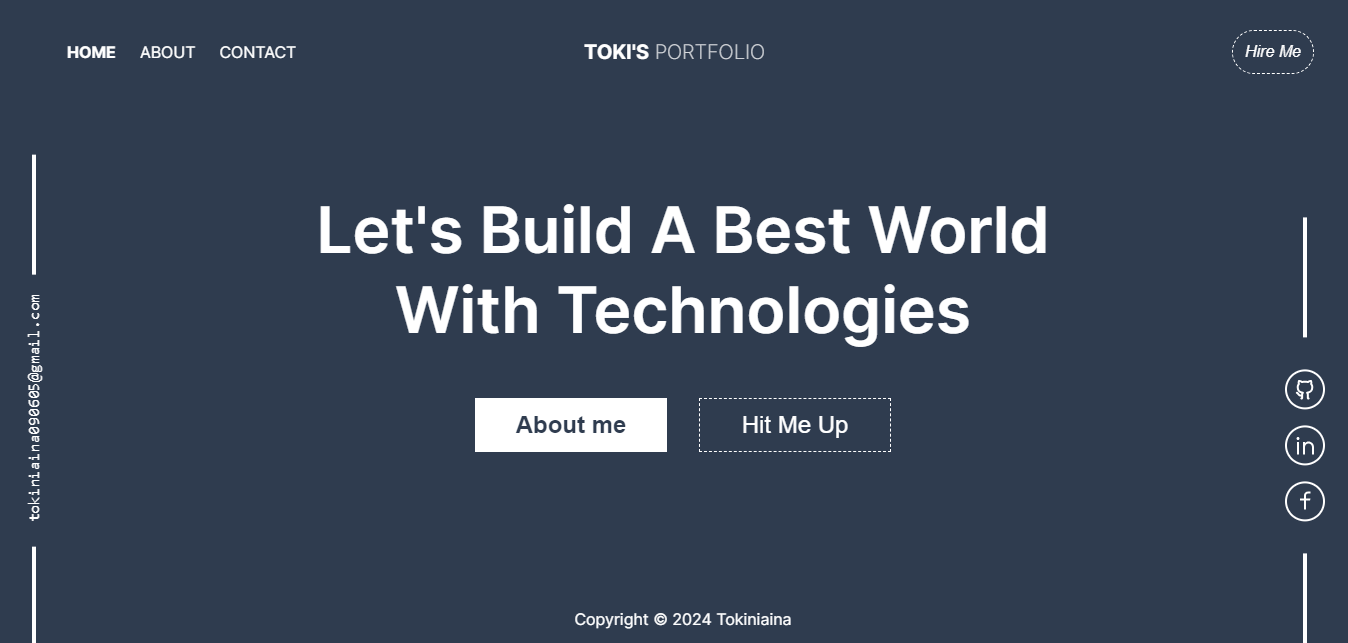 HOME ABOUT CONTACT
TOKI'S PORTFOLIO
Hire Me
tokiniaina090605@gmail.com
Let's Build A Best World
With Technologies
About me
Hit Me Up
in
f
Copyright © 2024 Tokiniaina